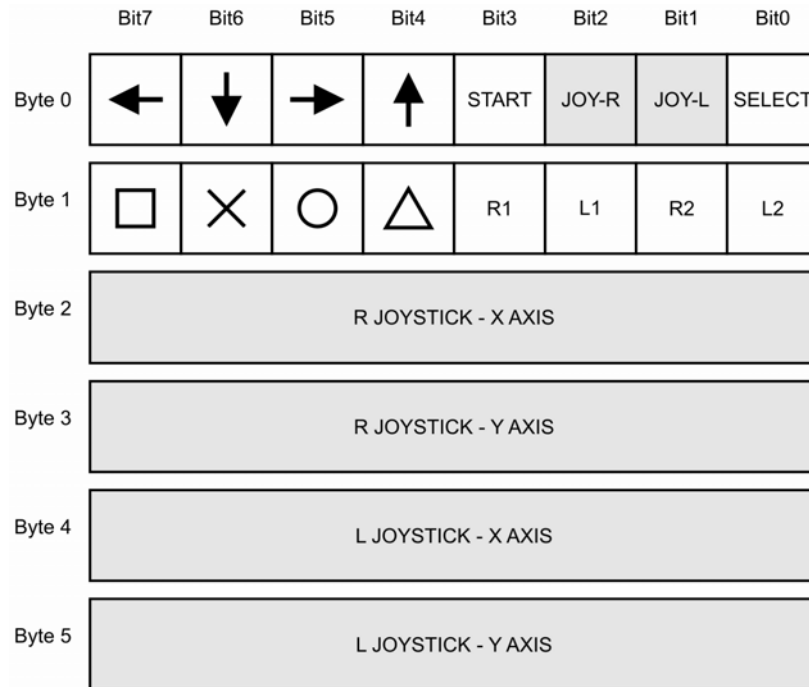 Bit7 Bit6 Bit5 Bit4 Bit3 Bit2 Bit1 Bit0
Byte 0 START JOY-R JOY-L SELECT
Byte 1 R1 L1 R2 L2
Byte 2 R JOYSTICK - X AXIS
Byte 3 R JOYSTICK - Y AXIS
Byte 4 L JOYSTICK - X AXIS
Byte 5 L JOYSTICK - Y AXIS